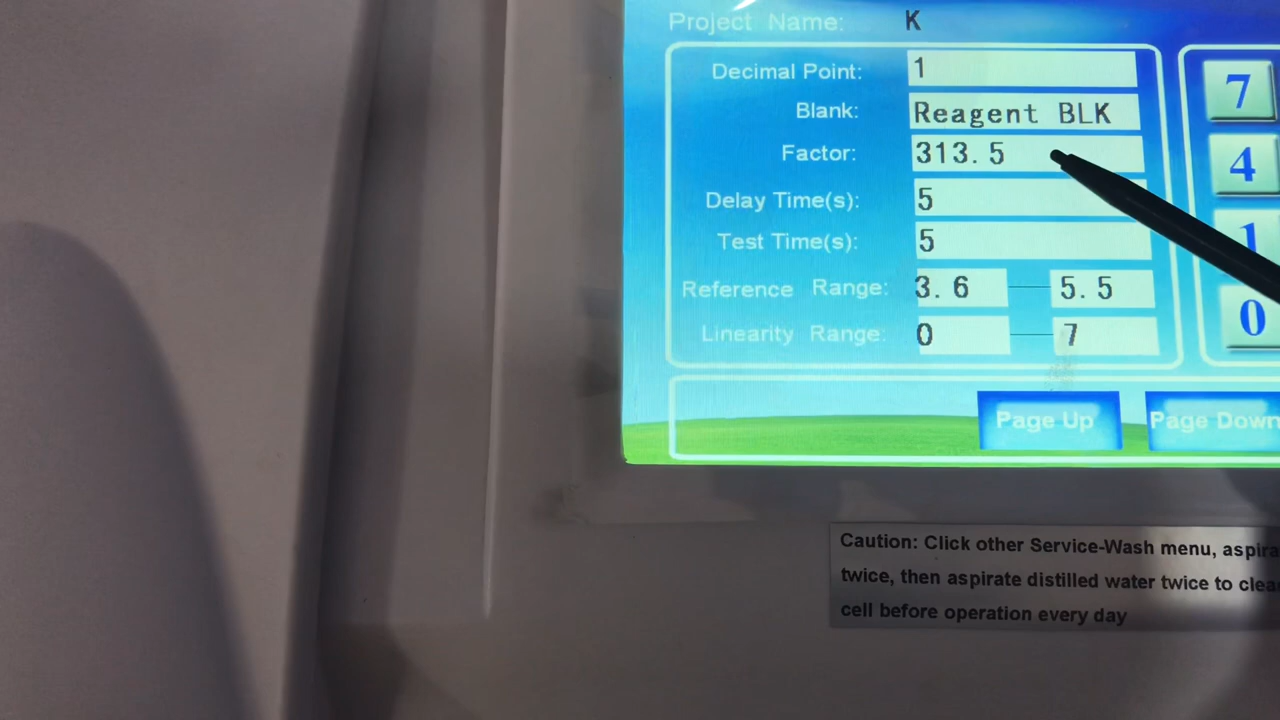 Project Name: K
Decimal Point: 1
Blank: Reagent BLK
Factor: 313.5
Delay Time(s): 5
Test Time(s): 5
Reference Range: 3.6 — 5.5
Linearity Range: 0 — 7
7
4
1
0
Page Up Page Down
Caution: Click other Service-Wash menu,
twice, then aspirate distilled water twice to
cell before operation every day